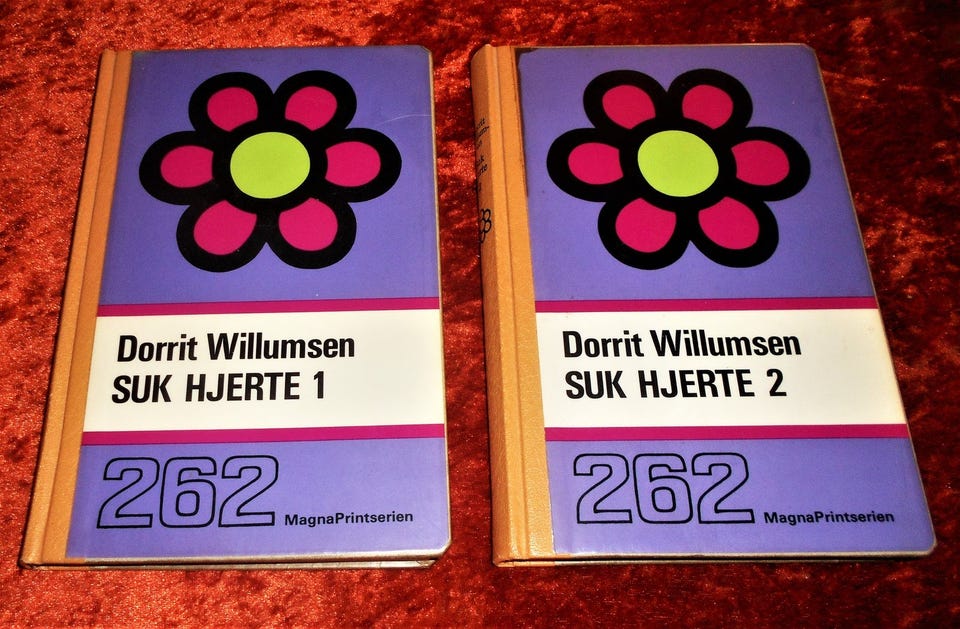 Dorrit Willumsen
SUK HJERTE 1
262 MagnaPrintserien
Dorrit Willumsen
SUK HJERTE 2
262 MagnaPrintserien